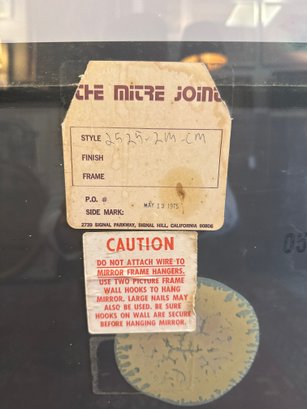 THE MITRE JOINT
STYLE 2525-2M-CM
FINISH
FRAME
P.O. #
MAY 13 1975
SIDE MARK:
2739 SIGNAL PARKWAY, SIGNAL HILL, CALIFORNIA 90806
CAUTION
DO NOT ATTACH WIRE TO
MIRROR FRAME HANGERS.
USE TWO PICTURE FRAME
WALL HOOKS TO HANG
MIRROR. LARGE NAILS MAY
ALSO BE USED. BE SURE
HOOKS ON WALL ARE SECURE
BEFORE HANGING MIRROR.